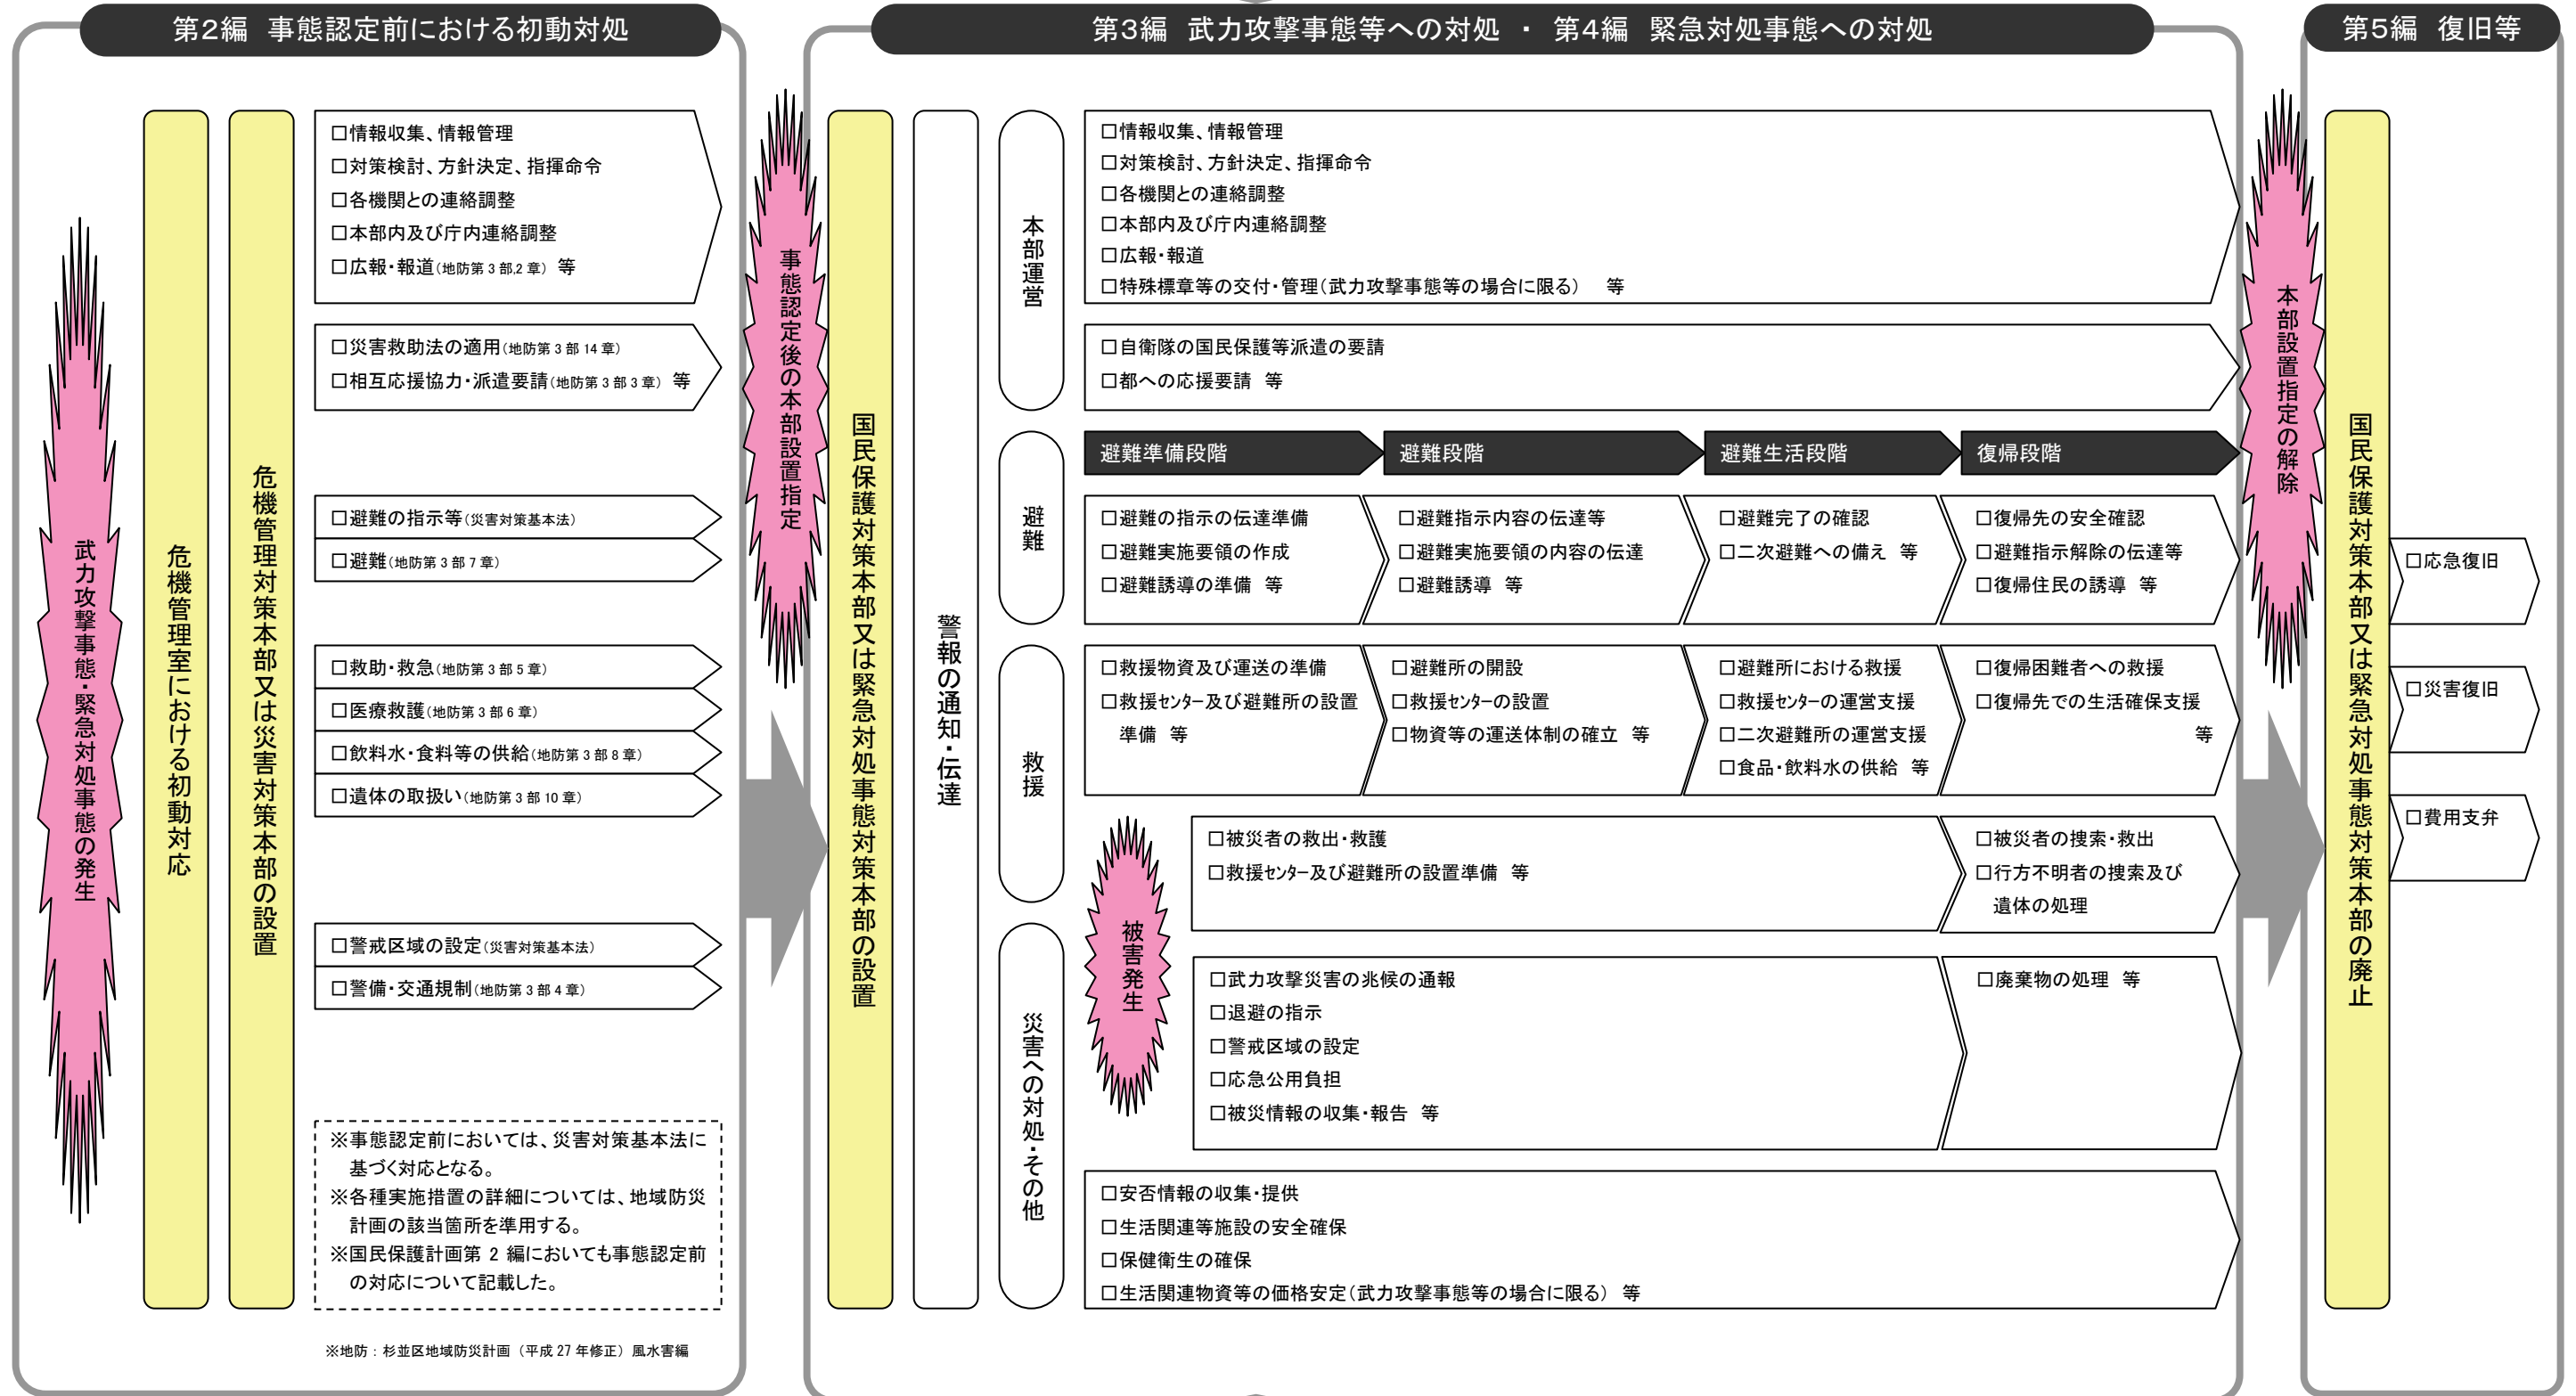 第2編 事態認定前における初動対処
武力攻撃事態・緊急対処事態の発生
危機管理室における初動対応
危機管理対策本部又は災害対策本部の設置
□情報収集、情報管理
□対策検討、方針決定、指揮命令
□各機関との連絡調整
□本部内及び庁内連絡調整
□広報・報道(地防第3部,2章) 等
□災害救助法の適用(地防第3部14章)
□相互応援協力・派遣要請(地防第3部3章) 等
□避難の指示等(災害対策基本法)
□避難(地防第3部7章)
□救助・救急(地防第3部5章)
□医療救護(地防第3部6章)
□飲料水・食料等の供給(地防第3部8章)
□遺体の取扱い(地防第3部10章)
□警戒区域の設定(災害対策基本法)
□警備・交通規制(地防第3部4章)
※事態認定前においては、災害対策基本法に
基づく対応となる。
※各種実施措置の詳細については、地域防災
計画の該当箇所を準用する。
※国民保護計画第 2 編においても事態認定前
の対応について記載した。
※地防:杉並区地域防災計画(平成27年修正)風水害編
事態認定後の本部設置指定
第3編 武力攻撃事態等への対処 ・ 第4編 緊急対処事態への対処
国民保護対策本部又は緊急対処事態対策本部の設置
警報の通知・伝達
本部運営
□情報収集、情報管理
□対策検討、方針決定、指揮命令
□各機関との連絡調整
□本部内及び庁内連絡調整
□広報・報道
□特殊標章等の交付・管理(武力攻撃事態等の場合に限る) 等
□自衛隊の国民保護等派遣の要請
□都への応援要請 等
避難
避難準備段階
避難段階
避難生活段階
復帰段階
□避難の指示の伝達準備
□避難実施要領の作成
□避難誘導の準備 等
□避難指示内容の伝達等
□避難実施要領の内容の伝達
□避難誘導 等
□避難完了の確認
□二次避難への備え 等
□復帰先の安全確認
□避難指示解除の伝達等
□復帰住民の誘導 等
救援
□救援物資及び運送の準備
□救援ｾﾝﾀｰ及び避難所の設置
準備 等
□避難所の開設
□救援ｾﾝﾀｰの設置
□物資等の運送体制の確立 等
□避難所における救援
□救援ｾﾝﾀｰの運営支援
□二次避難所の運営支援
□食品・飲料水の供給 等
□復帰困難者への救援
□復帰先での生活確保支援
等
被害発生
□被災者の救出・救護
□救援ｾﾝﾀｰ及び避難所の設置準備 等
□被災者の捜索・救出
□行方不明者の捜索及び
遺体の処理
災害への対処・その他
□武力攻撃災害の兆候の通報
□退避の指示
□警戒区域の設定
□応急公用負担
□被災情報の収集・報告 等
□廃棄物の処理 等
□安否情報の収集・提供
□生活関連等施設の安全確保
□保健衛生の確保
□生活関連物資等の価格安定(武力攻撃事態等の場合に限る) 等
本部設置指定の解除
第5編 復旧等
国民保護対策本部又は緊急対処事態対策本部の廃止
□応急復旧
□災害復旧
□費用支弁